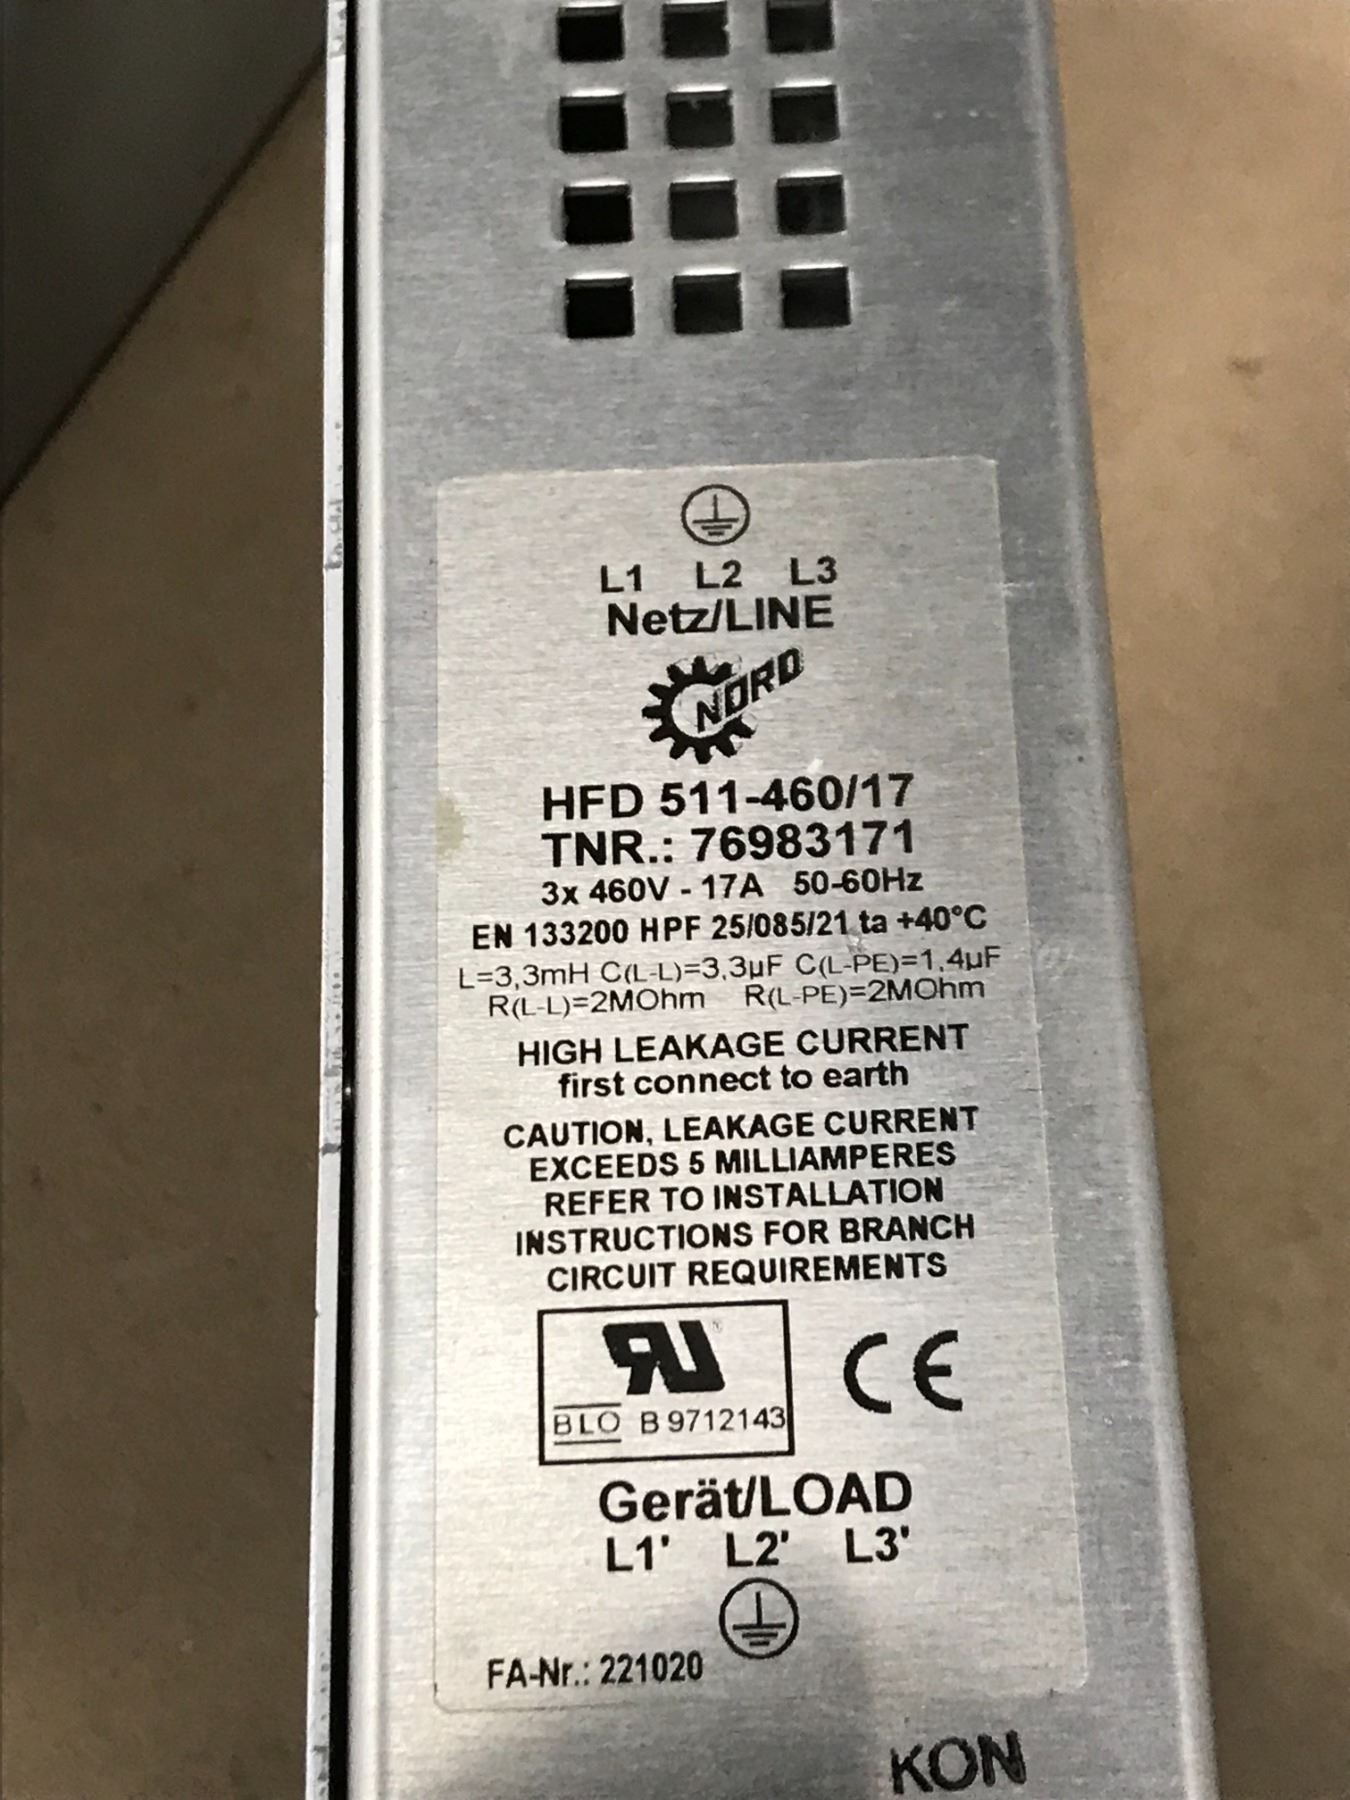 L1 L2 L3
Netz/LINE
NORD
HFD 511-460/17
TNR.: 76983171
3x 460V - 17A 50-60Hz
EN 133200 HPF 25/085/21 ta +40°C
L=3,3mH C(L-L)=3,3µF C(L-PE)=1,4µF
R(L-L)=2MOhm R(L-PE)=2MOhm
HIGH LEAKAGE CURRENT
first connect to earth
CAUTION, LEAKAGE CURRENT
EXCEEDS 5 MILLIAMPERES
REFER TO INSTALLATION
INSTRUCTIONS FOR BRANCH
CIRCUIT REQUIREMENTS
RU
BLO B 9712143
CE
Gerät/LOAD
L1' L2' L3'
FA-Nr.: 221020
KON